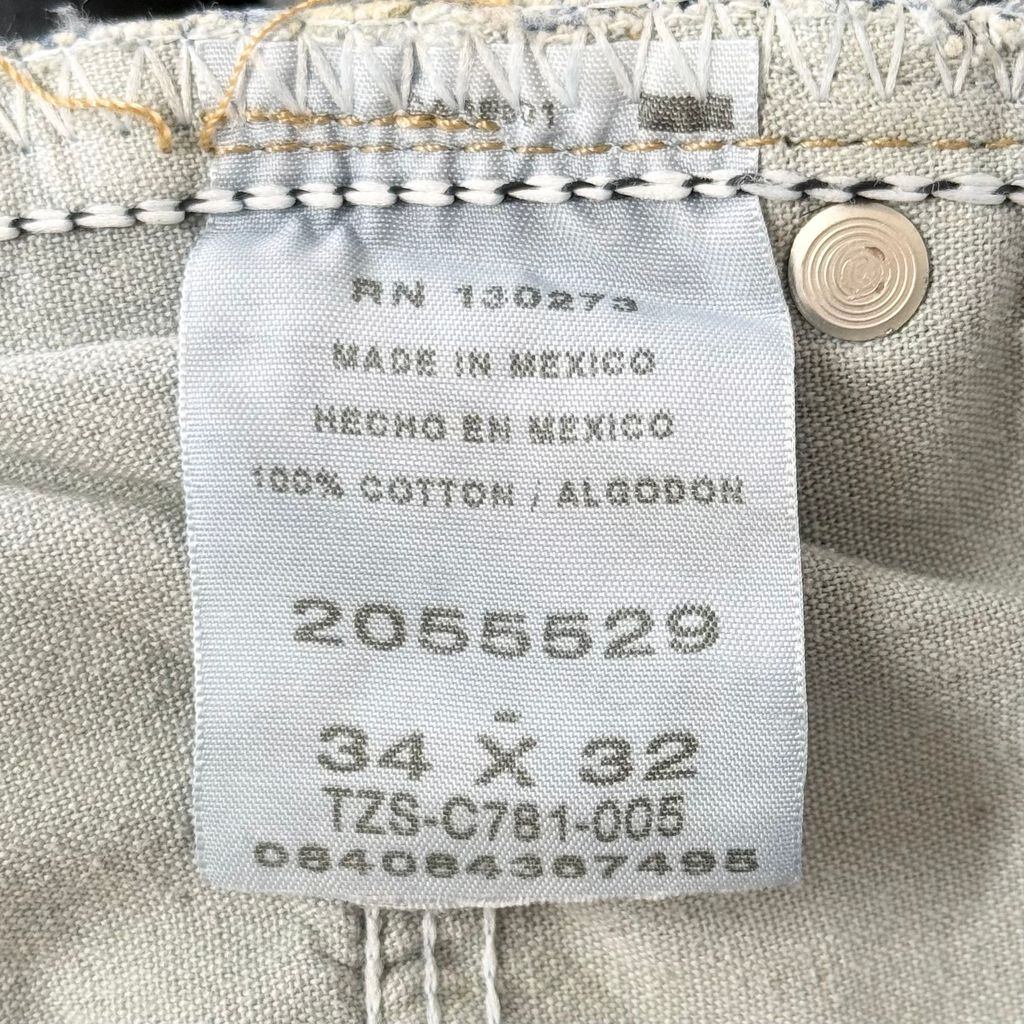 RN 130273
MADE IN MEXICO
HECHO EN MEXICO
100% COTTON / ALGODON
2055529
34 X 32
TZS-C781-005
084084387495